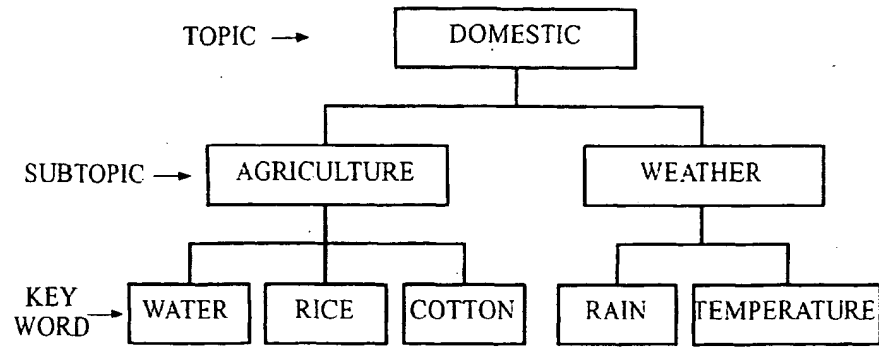 TOPIC → DOMESTIC
SUBTOPIC → AGRICULTURE WEATHER
KEY
WORD → WATER RICE COTTON RAIN TEMPERATURE